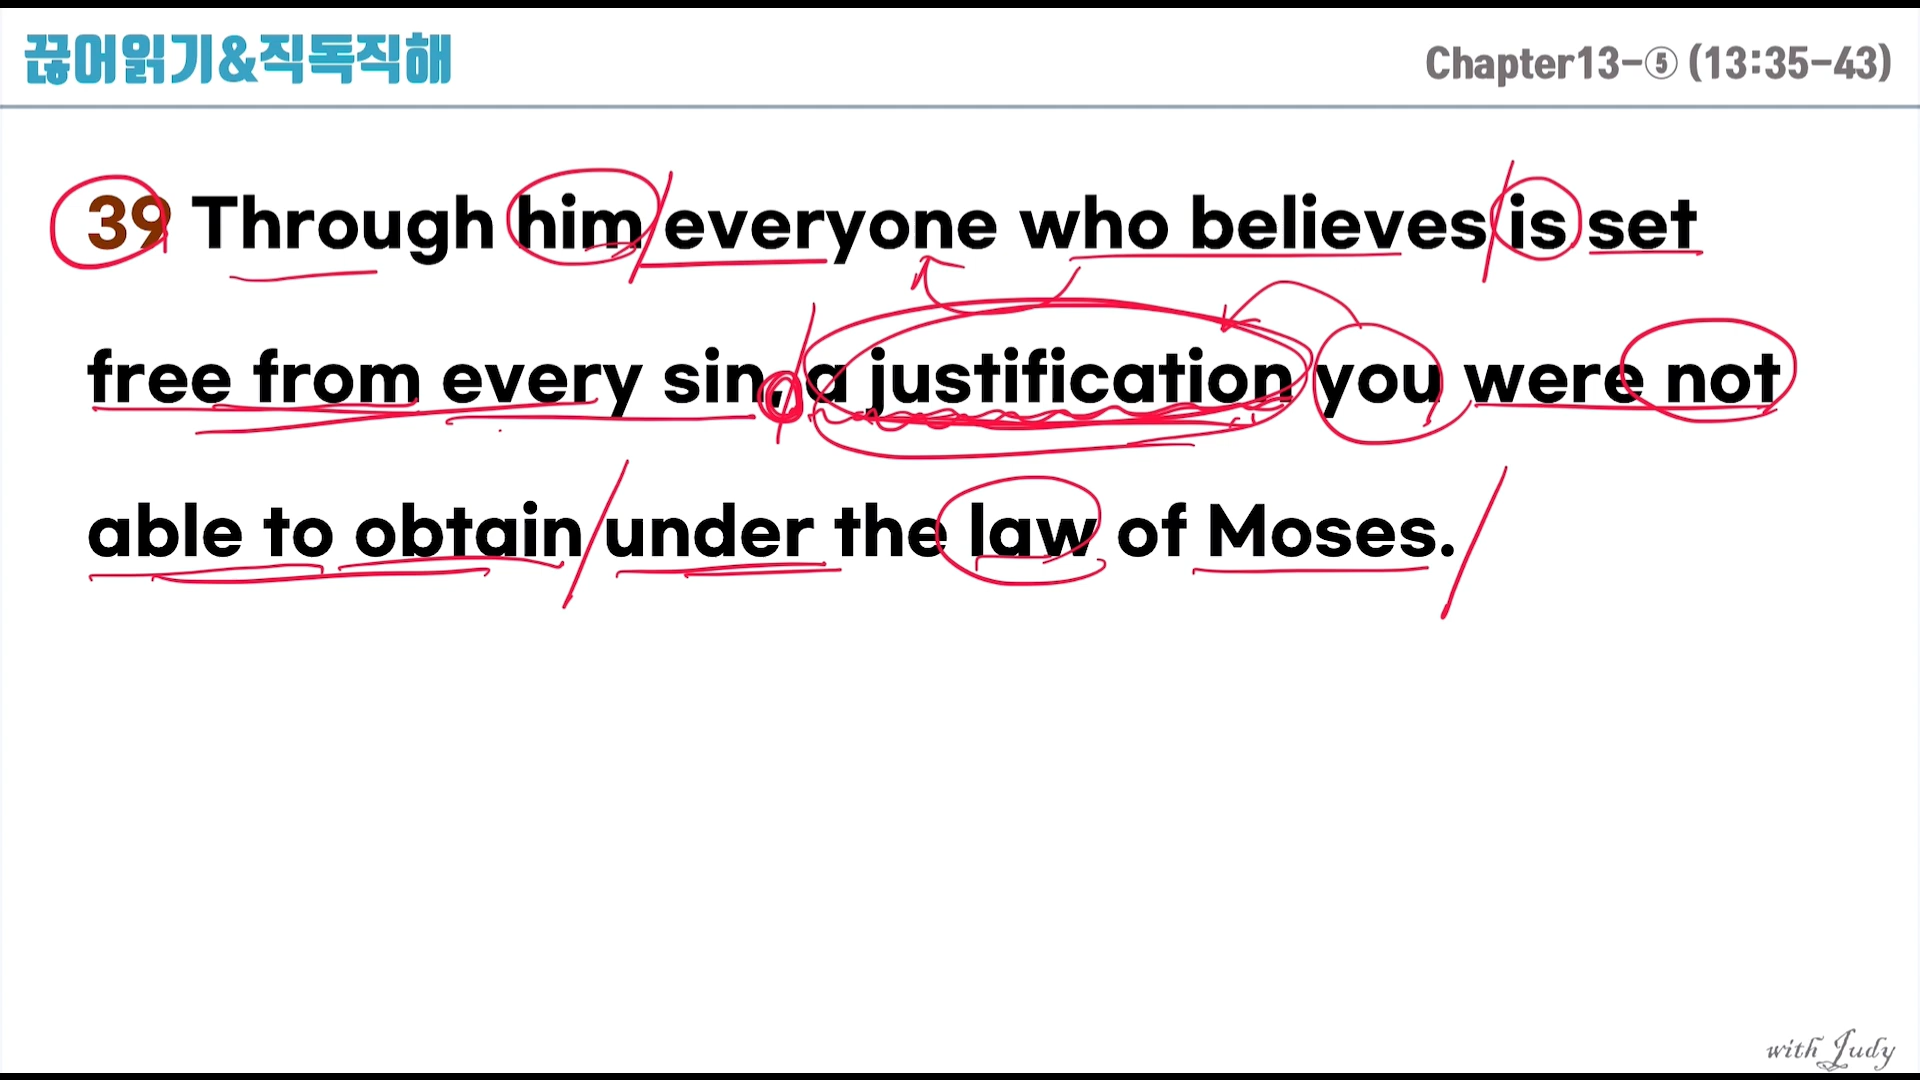 끊어읽기&직독직해
Chapter13-⑤ (13:35-43)
39 Through him everyone who believes is set
free from every sin, a justification you were not
able to obtain under the law of Moses.
with Judy